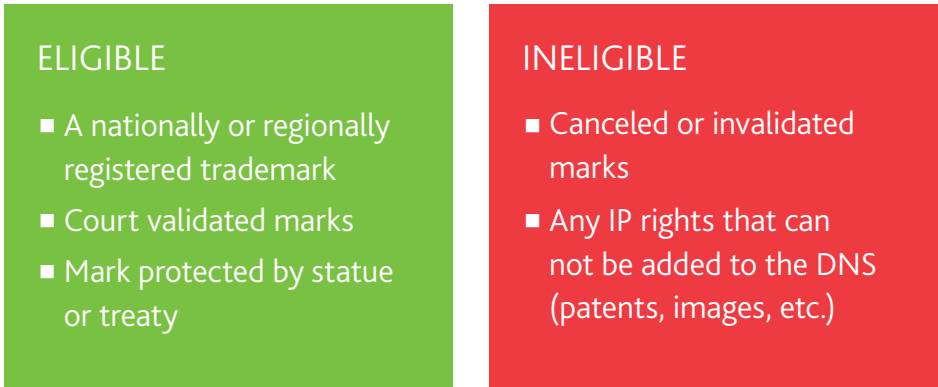 ELIGIBLE
■ A nationally or regionally
registered trademark
■ Court validated marks
■ Mark protected by statue
or treaty
INELIGIBLE
■ Canceled or invalidated
marks
■ Any IP rights that can
not be added to the DNS
(patents, images, etc.)